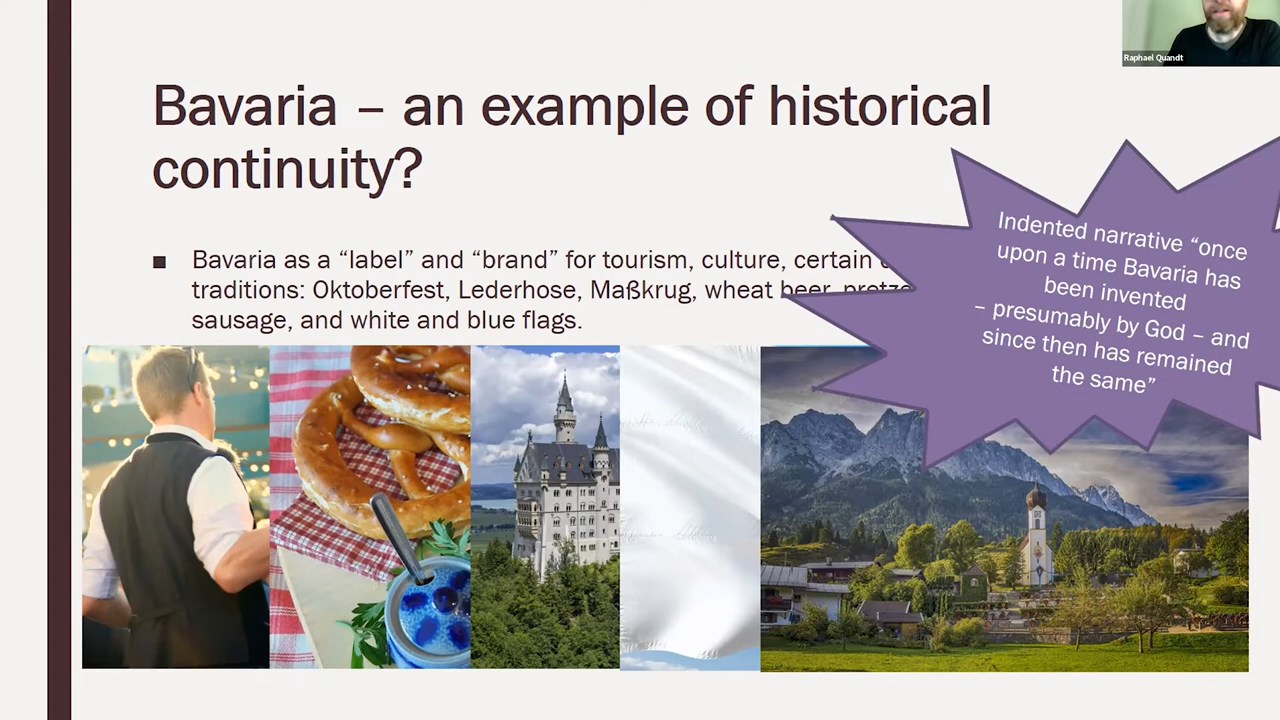 Raphael Quandt
Bavaria – an example of historical
continuity?
■ Bavaria as a “label” and “brand” for tourism, culture, certain
traditions: Oktoberfest, Lederhose, Maßkrug, wheat beer,
sausage, and white and blue flags.
Indented narrative “once
upon a time Bavaria has
been invented
– presumably by God – and
since then has remained
the same”